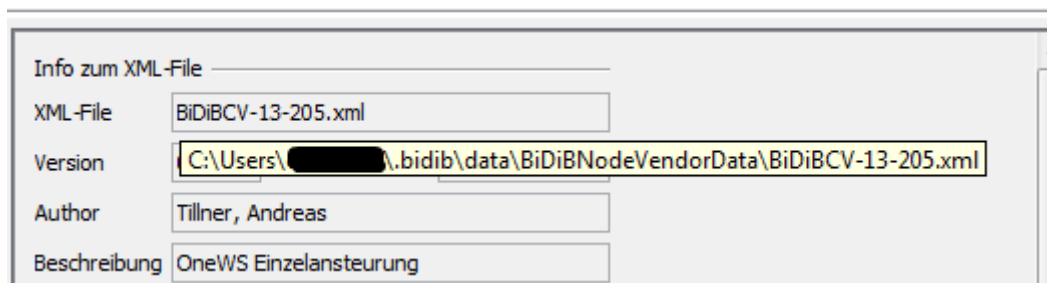 Info zum XML-File
XML-File BiDiBCV-13-205.xml
Version C:\Users\ \.bidib\data\BiDiBNodeVendorData\BiDiBCV-13-205.xml
Author Tillner, Andreas
Beschreibung OneWS Einzelansteurung